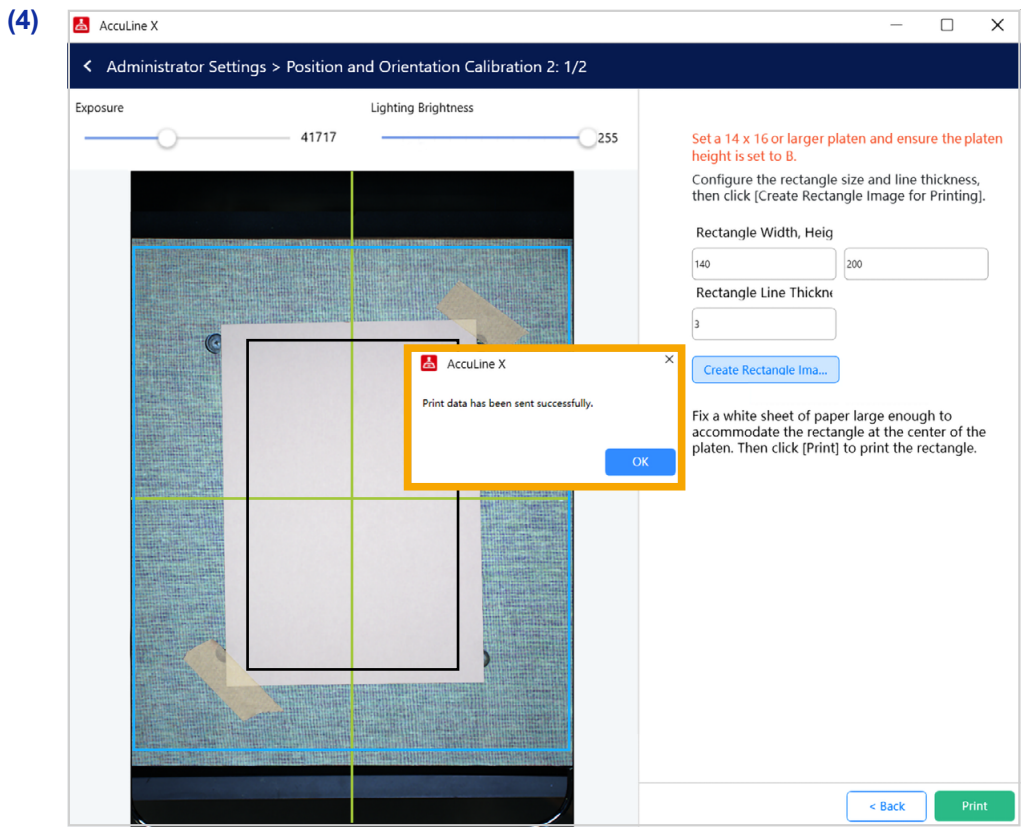 (4)
AccuLine X
Administrator Settings > Position and Orientation Calibration 2: 1/2
Exposure
41717
Lighting Brightness
255
Set a 14 x 16 or larger platen and ensure the platen
height is set to B.
Configure the rectangle size and line thickness,
then click [Create Rectangle Image for Printing].
Rectangle Width, Heig
140
200
Rectangle Line Thickne
3
Create Rectangle Ima...
Fix a white sheet of paper large enough to
accommodate the rectangle at the center of the
platen. Then click [Print] to print the rectangle.
AccuLine X
Print data has been sent successfully.
OK
< Back
Print